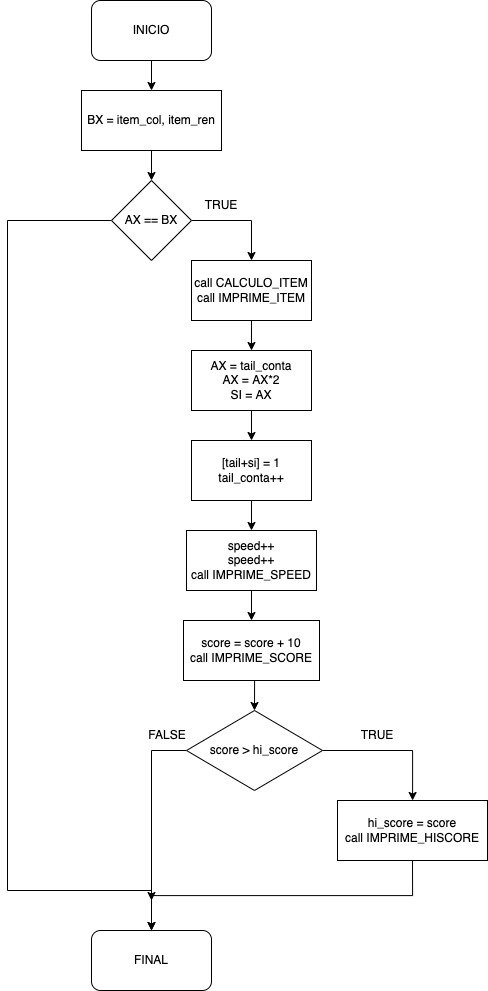 INICIO
BX = item_col, item_ren
AX == BX
TRUE
call CALCULO_ITEM
call IMPRIME_ITEM
AX = tail_conta
AX = AX*2
SI = AX
[tail+si] = 1
tail_conta++
speed++
speed++
call IMPRIME_SPEED
score = score + 10
call IMPRIME_SCORE
FALSE
score > hi_score
TRUE
hi_score = score
call IMPRIME_HISCORE
FINAL